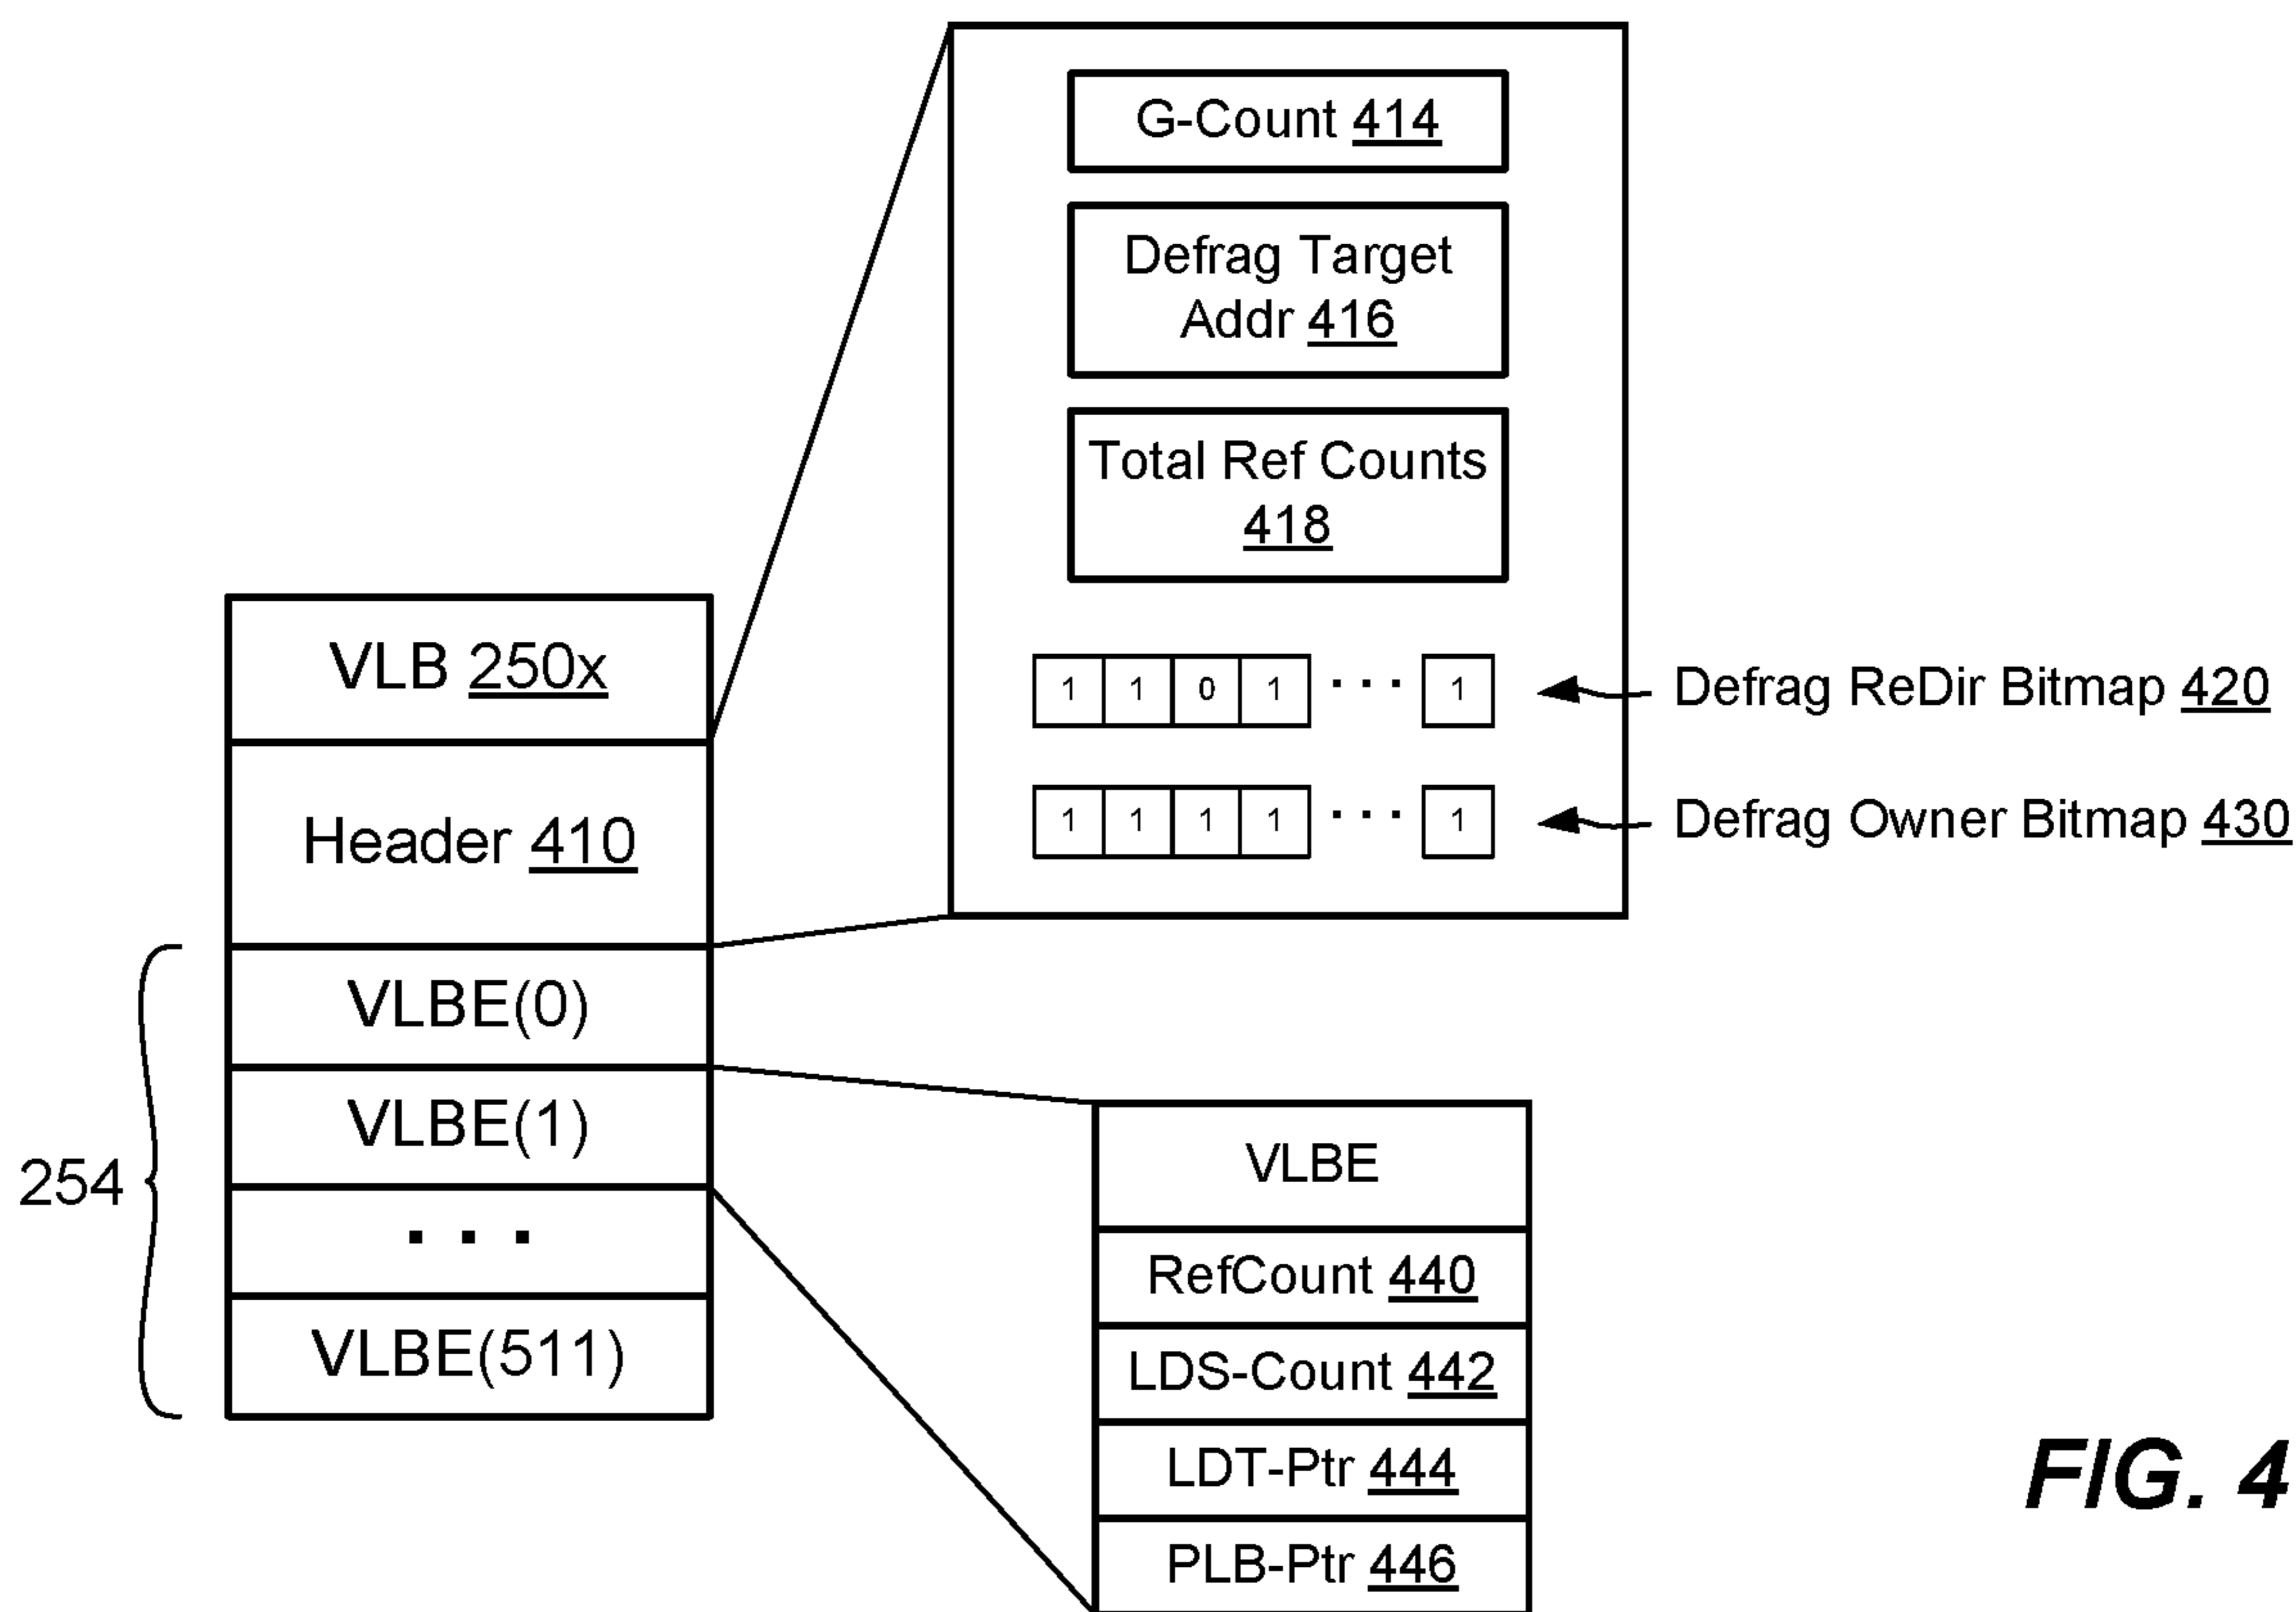 G-Count 414
Defrag Target
Addr 416
Total Ref Counts
418
1 1 0 1 ··· 1
Defrag ReDir Bitmap 420
1 1 1 1 ··· 1
Defrag Owner Bitmap 430
VLB 250x
Header 410
VLBE(0)
VLBE(1)
···
VLBE(511)
254
VLBE
RefCount 440
LDS-Count 442
LDT-Ptr 444
PLB-Ptr 446
FIG. 4